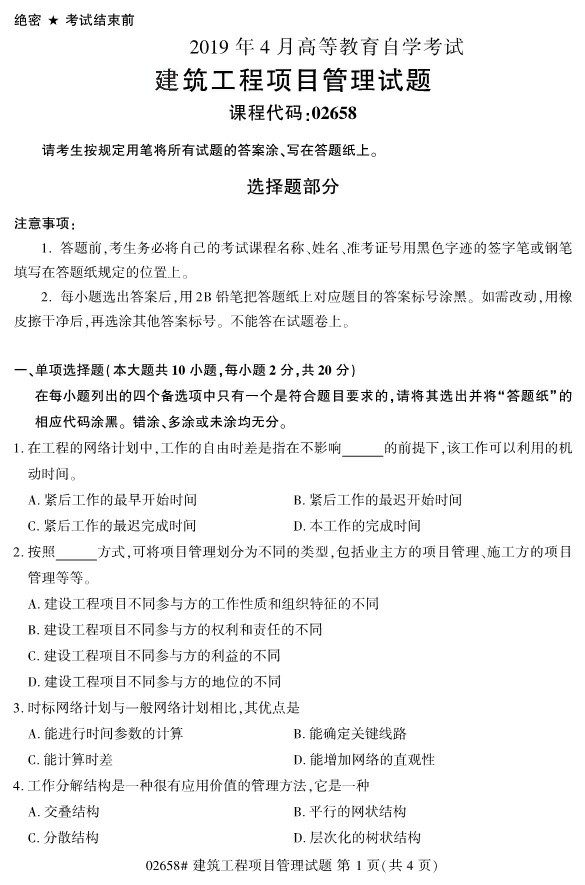 绝密 ★ 考试结束前
2019 年 4 月高等教育自学考试
建筑工程项目管理试题
课程代码:02658
请考生按规定用笔将所有试题的答案涂、写在答题纸上。
选择题部分
注意事项:
1. 答题前,考生务必将自己的考试课程名称、姓名、准考证号用黑色字迹的签字笔或钢笔
填写在答题纸规定的位置上。
2. 每小题选出答案后,用 2B 铅笔把答题纸上对应题目的答案标号涂黑。如需改动,用橡
皮擦干净后,再选涂其他答案标号。不能答在试题卷上。
一、单项选择题(本大题共 10 小题,每小题 2 分,共 20 分)
在每小题列出的四个备选项中只有一个是符合题目要求的,请将其选出并将“答题纸”的
相应代码涂黑。错涂、多涂或未涂均无分。
1. 在工程的网络计划中,工作的自由时差是指在不影响______的前提下,该工作可以利用的机
动时间。
A. 紧后工作的最早开始时间 B. 紧后工作的最迟开始时间
C. 紧后工作的最迟完成时间 D. 本工作的完成时间
2. 按照______方式,可将项目管理划分为不同的类型,包括业主方的项目管理、施工方的项目
管理等等。
A. 建设工程项目不同参与方的工作性质和组织特征的不同
B. 建设工程项目不同参与方的权利和责任的不同
C. 建设工程项目不同参与方的利益的不同
D. 建设工程项目不同参与方的地位的不同
3. 时标网络计划与一般网络计划相比,其优点是
A. 能进行时间参数的计算 B. 能确定关键线路
C. 能计算时差 D. 能增加网络的直观性
4. 工作分解结构是一种很有应用价值的管理方法,它是一种
A. 交叠结构 B. 平行的网状结构
C. 分散结构 D. 层次化的树状结构
02658# 建筑工程项目管理试题 第 1 页(共 4 页)